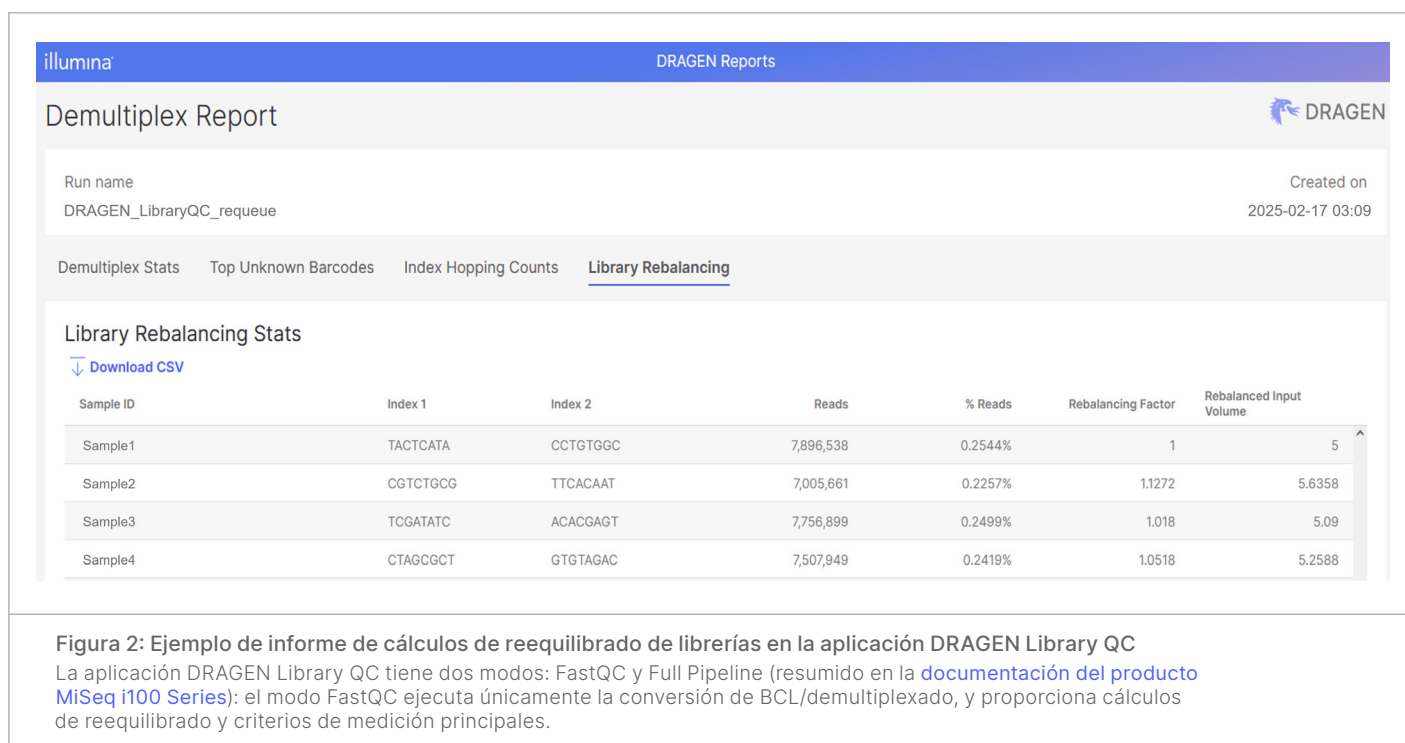 illumina
DRAGEN Reports
Demultiplex Report
DRAGEN
Run name
Created on
DRAGEN_LibraryQC_requeue
2025-02-17 03:09
Demultiplex Stats Top Unknown Barcodes Index Hopping Counts Library Rebalancing
Library Rebalancing Stats
Download CSV
Sample ID Index 1 Index 2 Reads % Reads Rebalancing Factor Rebalanced Input Volume
Sample1 TACTCATA CCTGTGGC 7,896,538 0.2544% 1 5
Sample2 CGTCTGCG TTCACAAT 7,005,661 0.2257% 1.1272 5.6358
Sample3 TCGATATC ACACGAGT 7,756,899 0.2499% 1.018 5.09
Sample4 CTAGCGCT GTGTAGAC 7,507,949 0.2419% 1.0518 5.2588
Figura 2: Ejemplo de informe de cálculos de reequilibrado de librerías en la aplicación DRAGEN Library QC
La aplicación DRAGEN Library QC tiene dos modos: FastQC y Full Pipeline (resumido en la documentación del producto
MiSeq i100 Series): el modo FastQC ejecuta únicamente la conversión de BCL/demultiplexado, y proporciona cálculos
de reequilibrado y criterios de medición principales.